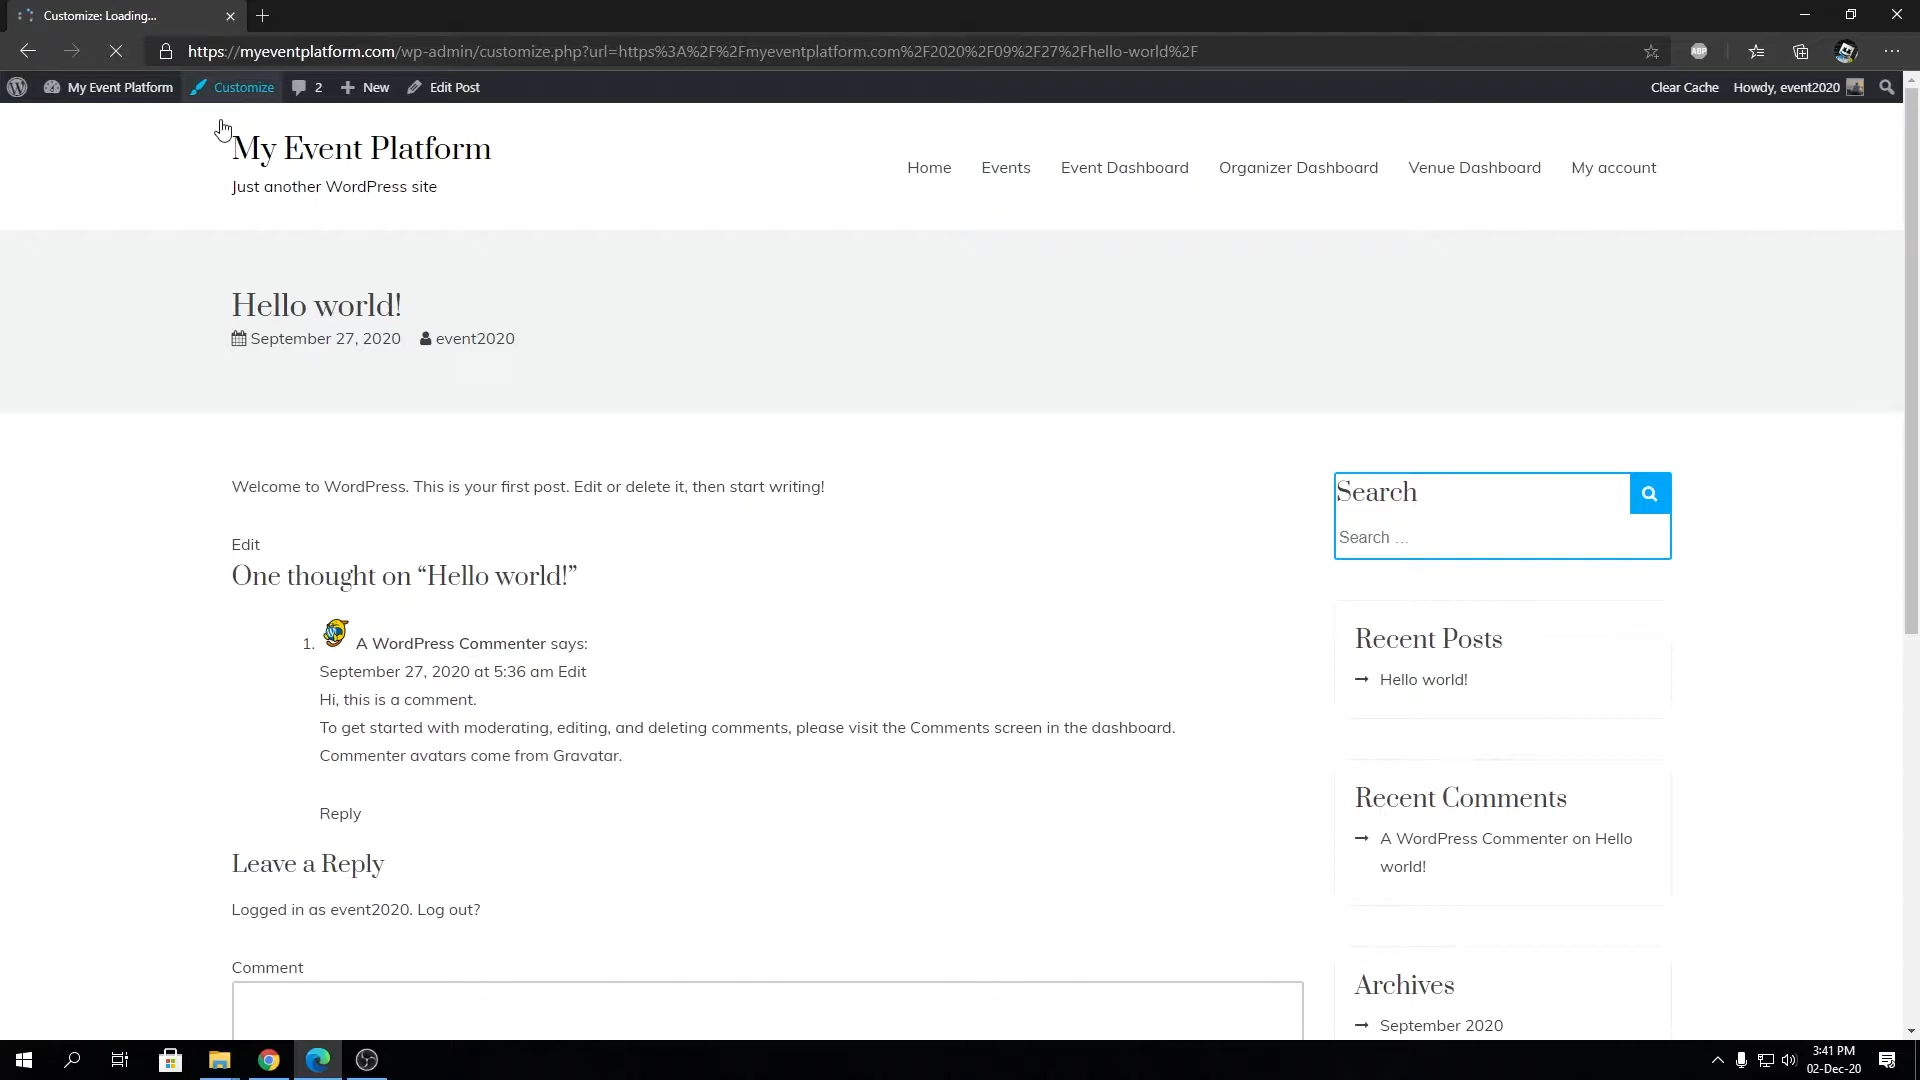 Customize: Loading...
https://myeventplatform.com/wp-admin/customize.php?url=https%3A%2F%2Fmyeventplatform.com%2F2020%2F09%2F27%2Fhello-world%2F
ABP
My Event Platform
Customize
2
New
Edit Post
Clear Cache
Howdy, event2020
My Event Platform
Just another WordPress site
Home
Events
Event Dashboard
Organizer Dashboard
Venue Dashboard
My account
Hello world!
September 27, 2020
event2020
Welcome to WordPress. This is your first post. Edit or delete it, then start writing!
Edit
One thought on “Hello world!”
1.
A WordPress Commenter says:
September 27, 2020 at 5:36 am Edit
Hi, this is a comment.
To get started with moderating, editing, and deleting comments, please visit the Comments screen in the dashboard.
Commenter avatars come from Gravatar.
Reply
Leave a Reply
Logged in as event2020. Log out?
Comment
Search
Search ...
Recent Posts
Hello world!
Recent Comments
A WordPress Commenter on Hello
world!
Archives
September 2020
3:41 PM
02-Dec-20